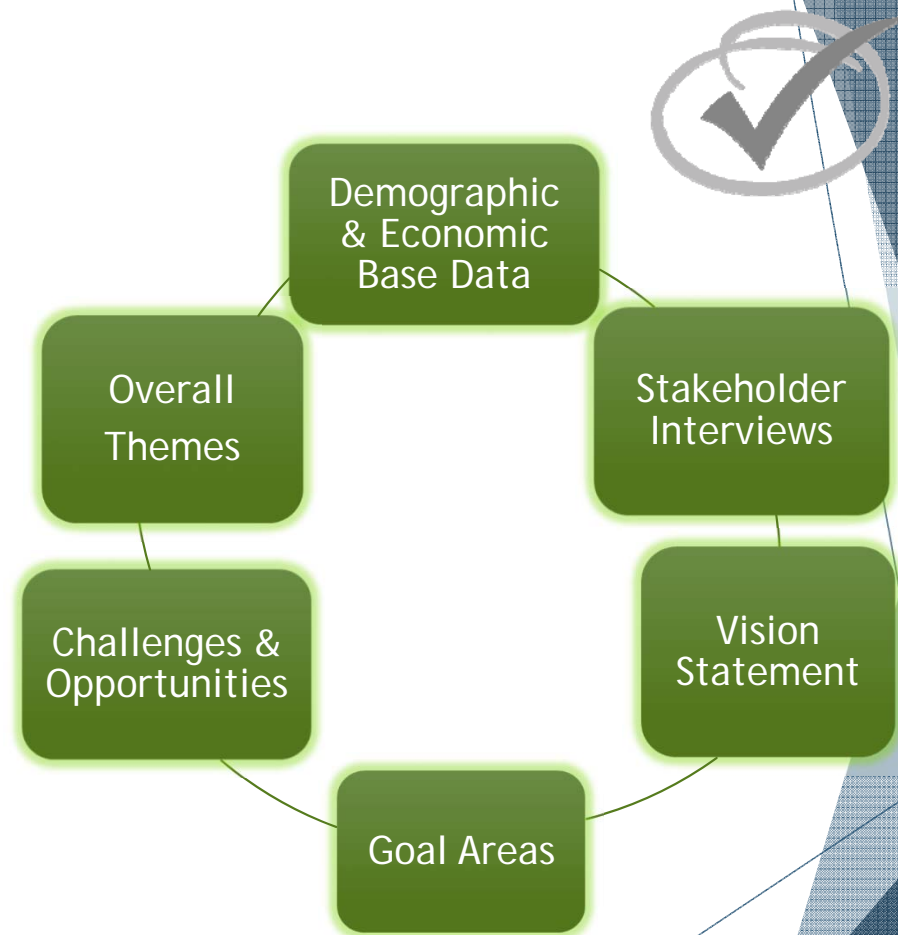 Demographic
& Economic
Base Data
Stakeholder
Interviews
Vision
Statement
Goal Areas
Challenges &
Opportunities
Overall
Themes